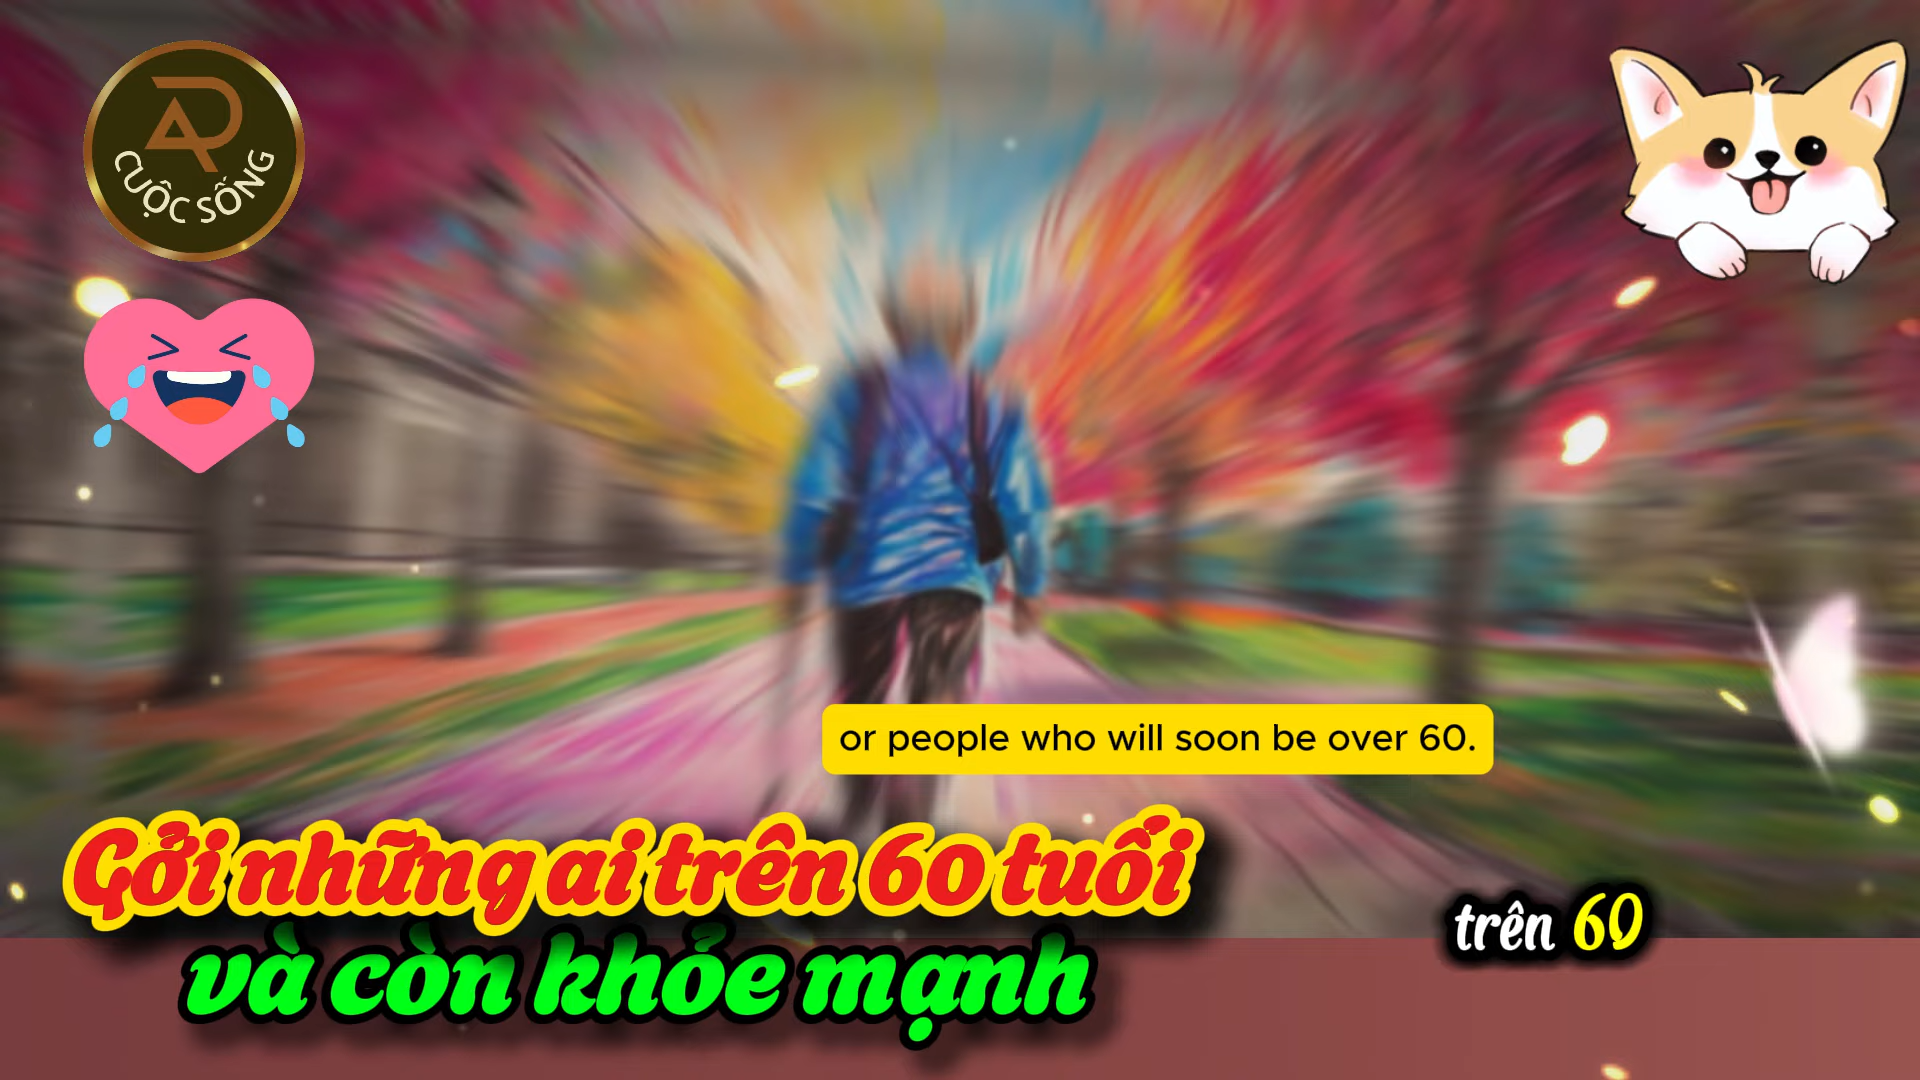 CUỘC SỐNG
or people who will soon be over 60.
Gởi những ai trên 60 tuổi
và còn khỏe mạnh
trên 60